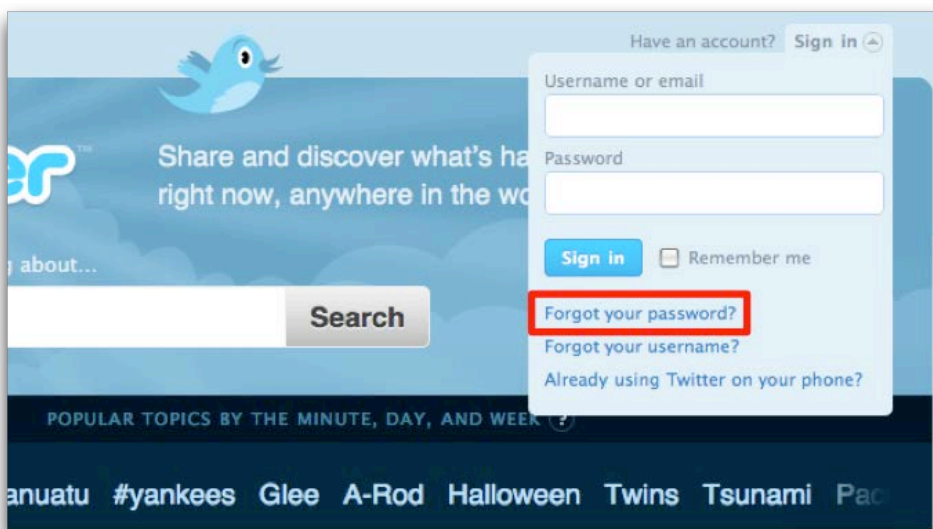 Have an account? Sign in
Username or email
Password
Sign in Remember me
Forgot your password?
Forgot your username?
Already using Twitter on your phone?
Share and discover what's ha
right now, anywhere in the wo
about...
Search
POPULAR TOPICS BY THE MINUTE, DAY, AND WEEK ?
anuatu #yankees Glee A-Rod Halloween Twins Tsunami Pac